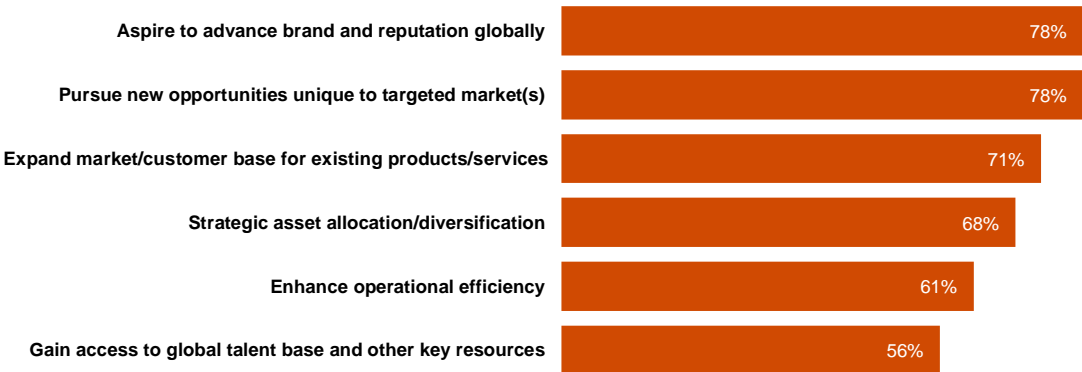 Aspire to advance brand and reputation globally 78%
Pursue new opportunities unique to targeted market(s) 78%
Expand market/customer base for existing products/services 71%
Strategic asset allocation/diversification 68%
Enhance operational efficiency 61%
Gain access to global talent base and other key resources 56%